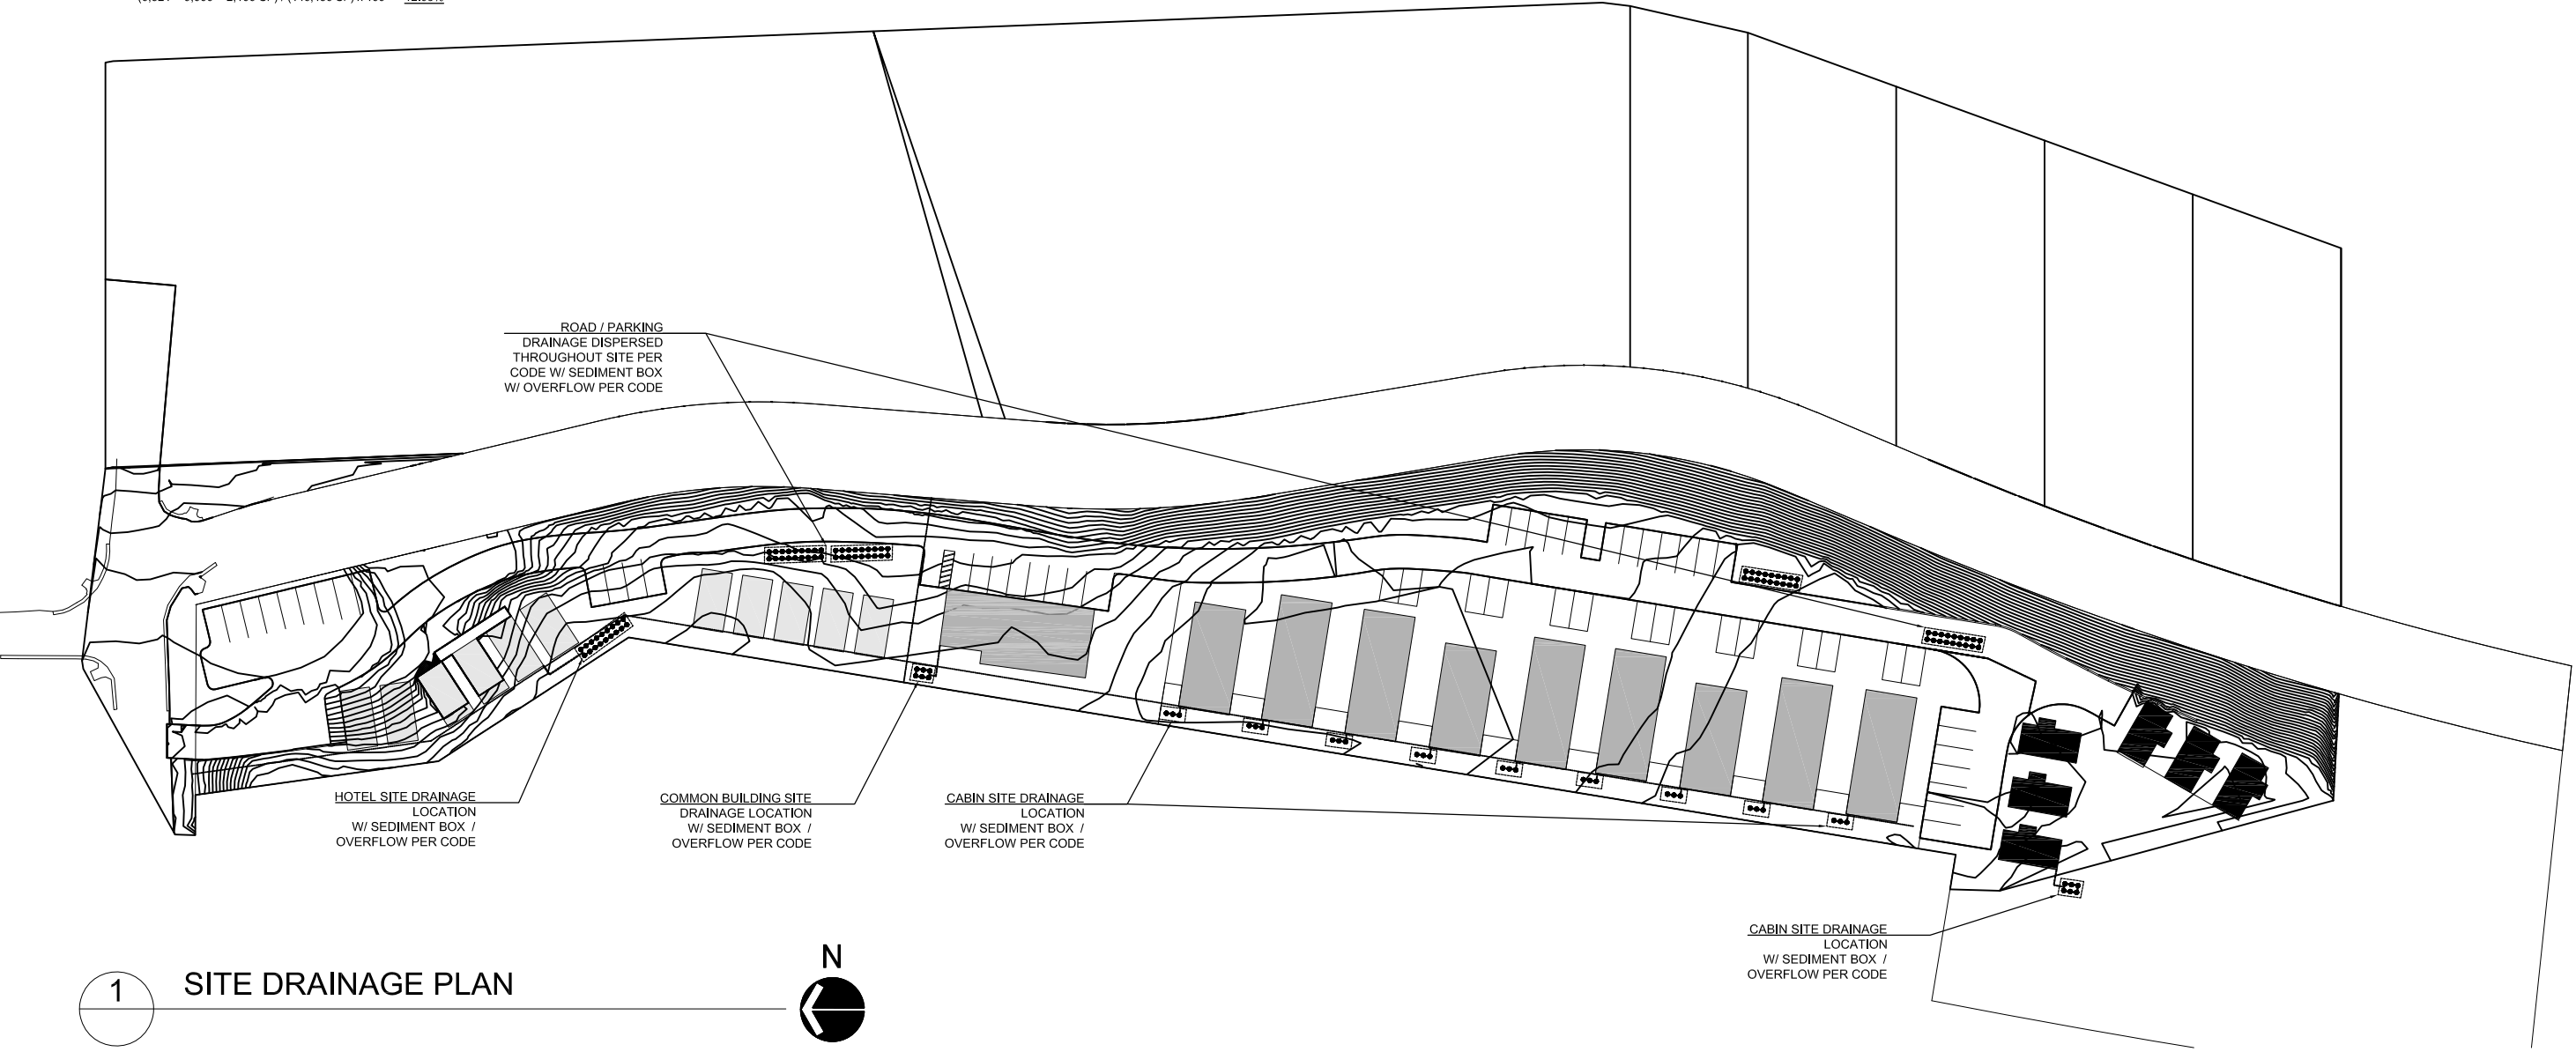 ROAD / PARKING
DRAINAGE DISPERSED
THROUGHOUT SITE PER
CODE W/ SEDIMENT BOX
W/ OVERFLOW PER CODE
HOTEL SITE DRAINAGE
LOCATION
W/ SEDIMENT BOX /
OVERFLOW PER CODE
COMMON BUILDING SITE
DRAINAGE LOCATION
W/ SEDIMENT BOX /
OVERFLOW PER CODE
CABIN SITE DRAINAGE
LOCATION
W/ SEDIMENT BOX /
OVERFLOW PER CODE
CABIN SITE DRAINAGE
LOCATION
W/ SEDIMENT BOX /
OVERFLOW PER CODE
1 SITE DRAINAGE PLAN
N